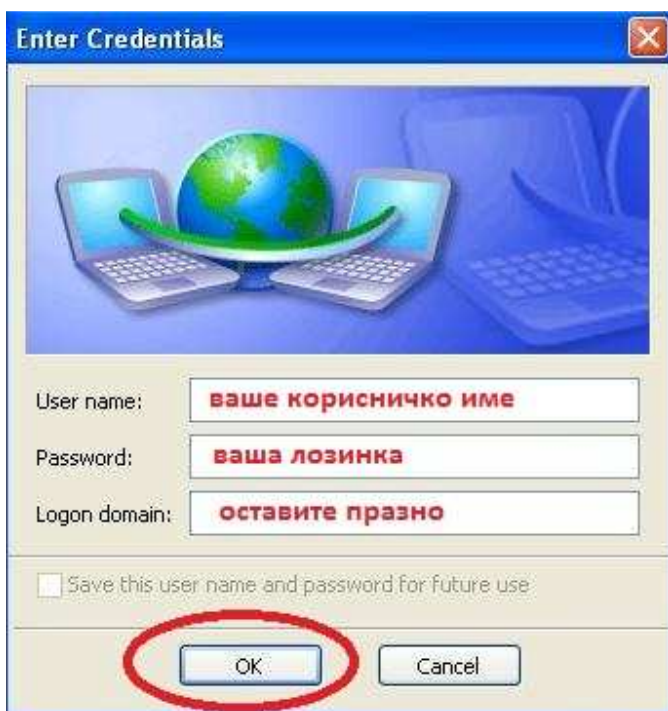 Enter Credentials
User name: ваше корисничко име
Password: ваша лозинка
Logon domain: оставите празно
Save this user name and password for future use
OK Cancel